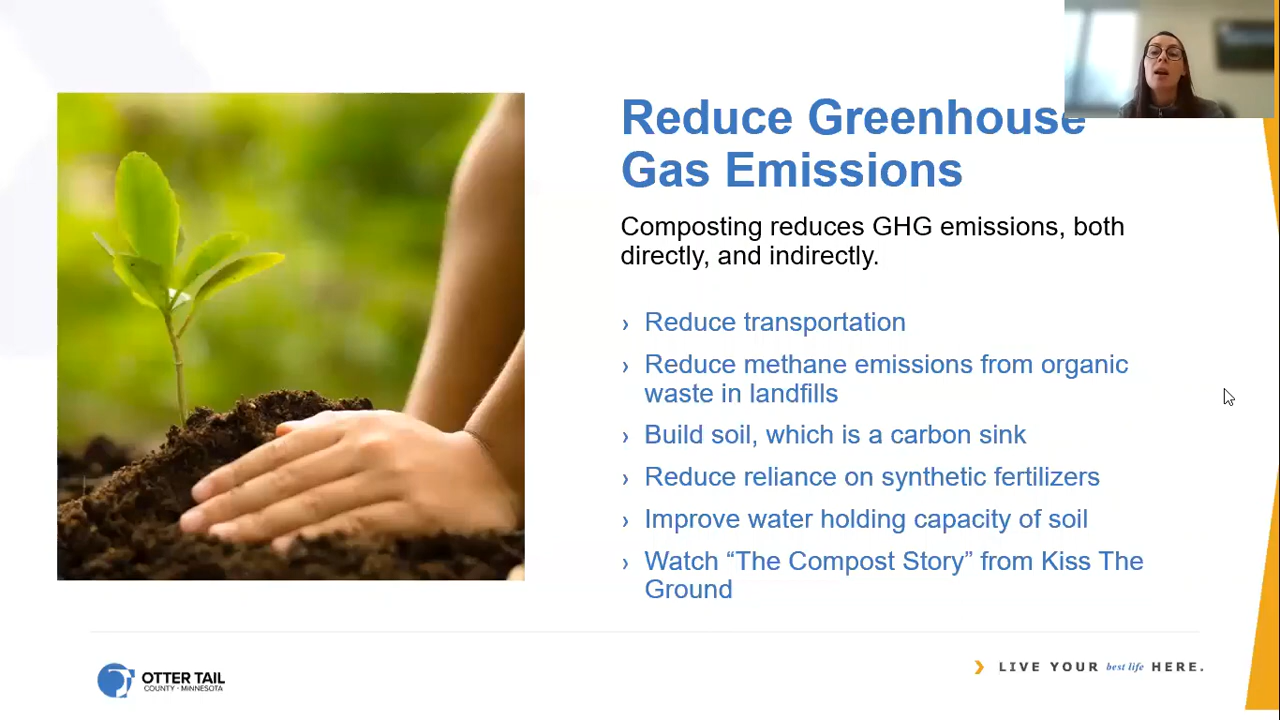 Reduce Greenhouse
Gas Emissions
Composting reduces GHG emissions, both
directly, and indirectly.
› Reduce transportation
› Reduce methane emissions from organic
waste in landfills
› Build soil, which is a carbon sink
› Reduce reliance on synthetic fertilizers
› Improve water holding capacity of soil
› Watch “The Compost Story” from Kiss The
Ground
OTTER TAIL
COUNTY · MINNESOTA
LIVE YOUR best life HERE.